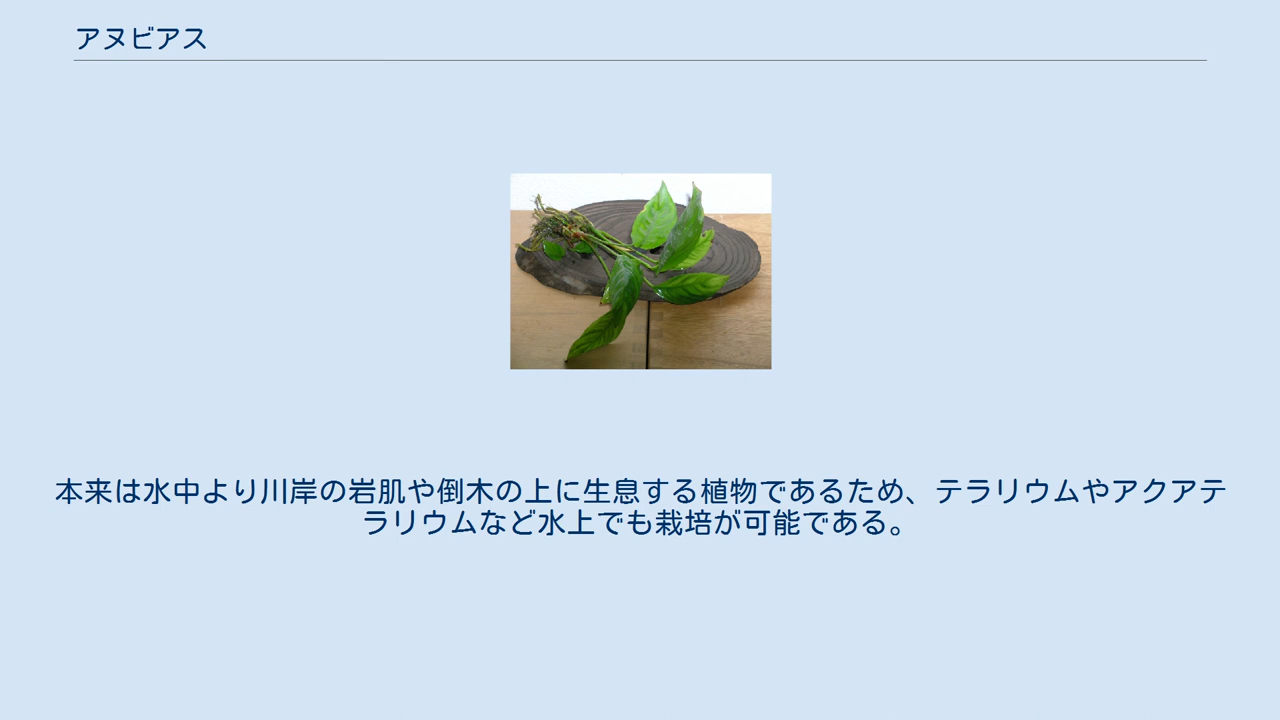 アヌビアス
本来は水中より川岸の岩肌や倒木の上に生息する植物であるため、テラリウムやアクアテ
ラリウムなど水上でも栽培が可能である。